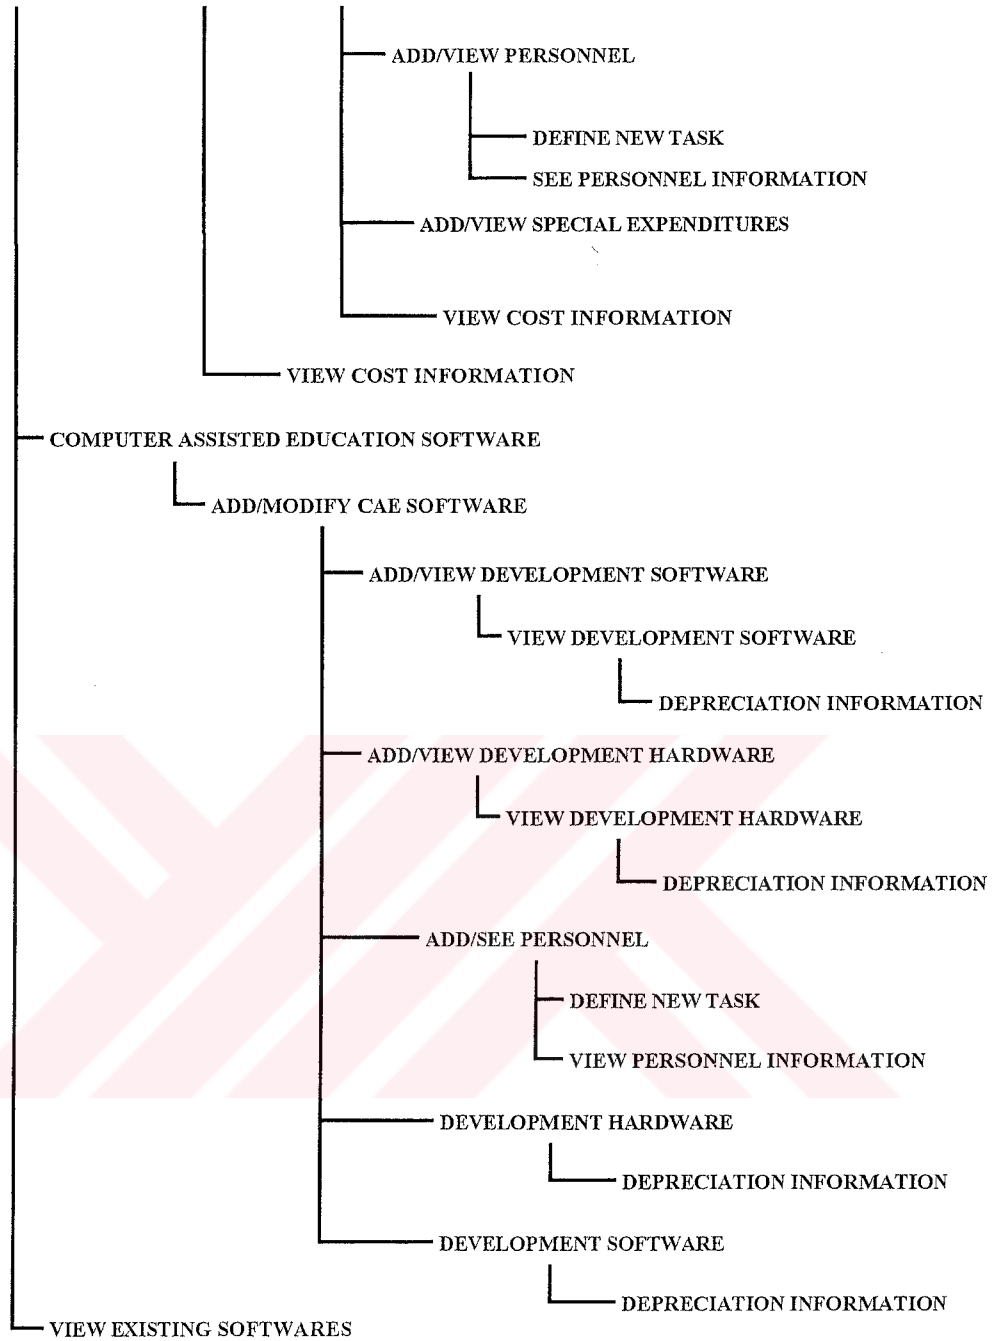 ADD/VIEW PERSONNEL
DEFINE NEW TASK
SEE PERSONNEL INFORMATION
ADD/VIEW SPECIAL EXPENDITURES
VIEW COST INFORMATION
VIEW COST INFORMATION
COMPUTER ASSISTED EDUCATION SOFTWARE
ADD/MODIFY CAE SOFTWARE
ADD/VIEW DEVELOPMENT SOFTWARE
VIEW DEVELOPMENT SOFTWARE
DEPRECIATION INFORMATION
ADD/VIEW DEVELOPMENT HARDWARE
VIEW DEVELOPMENT HARDWARE
DEPRECIATION INFORMATION
ADD/SEE PERSONNEL
DEFINE NEW TASK
VIEW PERSONNEL INFORMATION
DEVELOPMENT HARDWARE
DEPRECIATION INFORMATION
DEVELOPMENT SOFTWARE
DEPRECIATION INFORMATION
VIEW EXISTING SOFTWARES